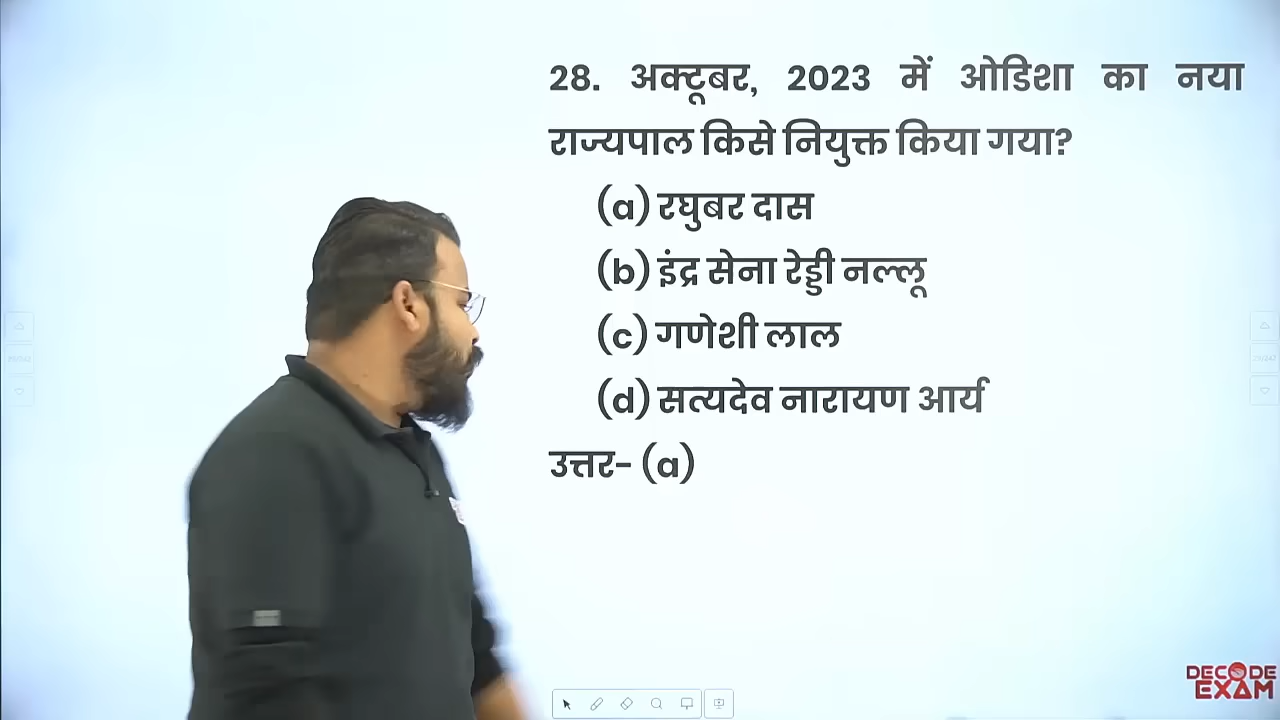 28. अक्टूबर, 2023 में ओडिशा का नया
राज्यपाल किसे नियुक्त किया गया?
(a) रघुबर दास
(b) इंद्र सेना रेड्डी नल्लू
(c) गणेशी लाल
(d) सत्यदेव नारायण आर्य
उत्तर- (a)
DECODE
EXAM